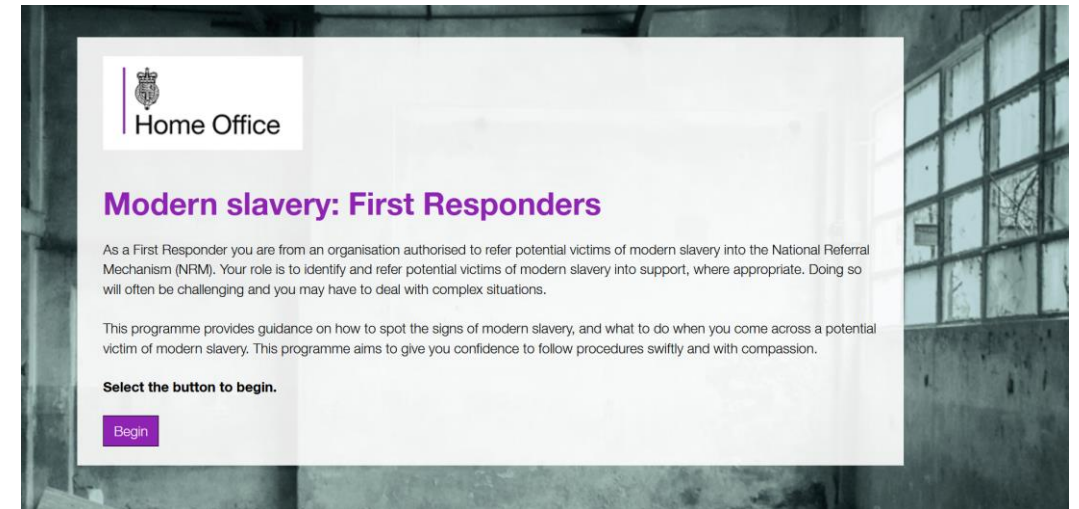 Home Office
Modern slavery: First Responders
As a First Responder you are from an organisation authorised to refer potential victims of modern slavery into the National Referral
Mechanism (NRM). Your role is to identify and refer potential victims of modern slavery into support, where appropriate. Doing so
will often be challenging and you may have to deal with complex situations.
This programme provides guidance on how to spot the signs of modern slavery, and what to do when you come across a potential
victim of modern slavery. This programme aims to give you confidence to follow procedures swiftly and with compassion.
Select the button to begin.
Begin